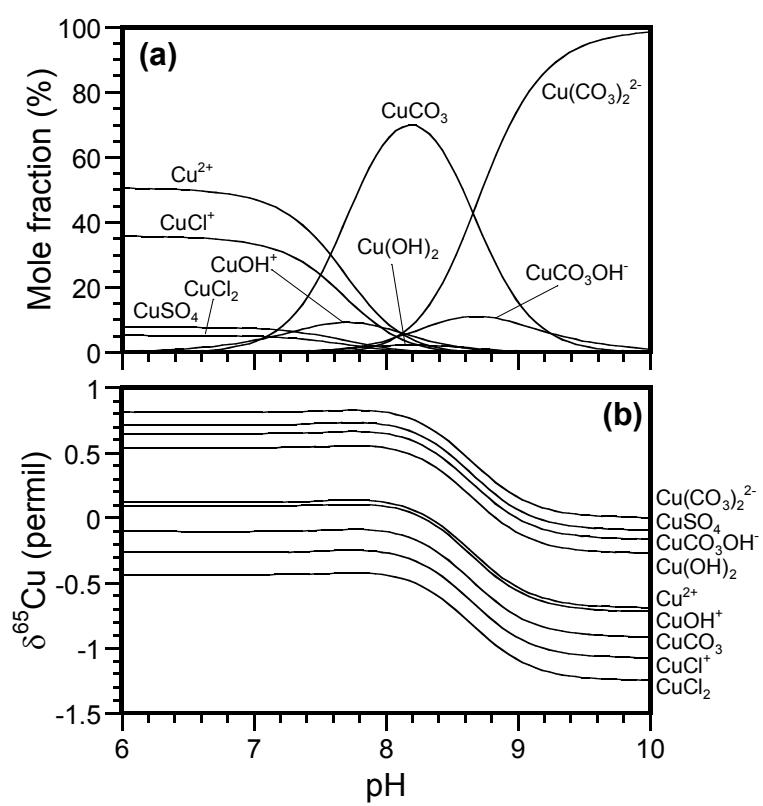 (a)
Mole fraction (%)
100
80
60
40
20
0
Cu²⁺
CuCl⁺
CuOH⁺
CuCl₂
CuSO₄
CuCO₃
Cu(OH)₂
Cu(CO₃)₂²⁻
CuCO₃OH⁻
(b)
δ⁶⁵Cu (permil)
1
0.5
0
-0.5
-1
-1.5
Cu(CO₃)₂²⁻
CuSO₄
CuCO₃OH⁻
Cu(OH)₂
Cu²⁺
CuOH⁺
CuCO₃
CuCl⁺
CuCl₂
6 7 8 9 10
pH